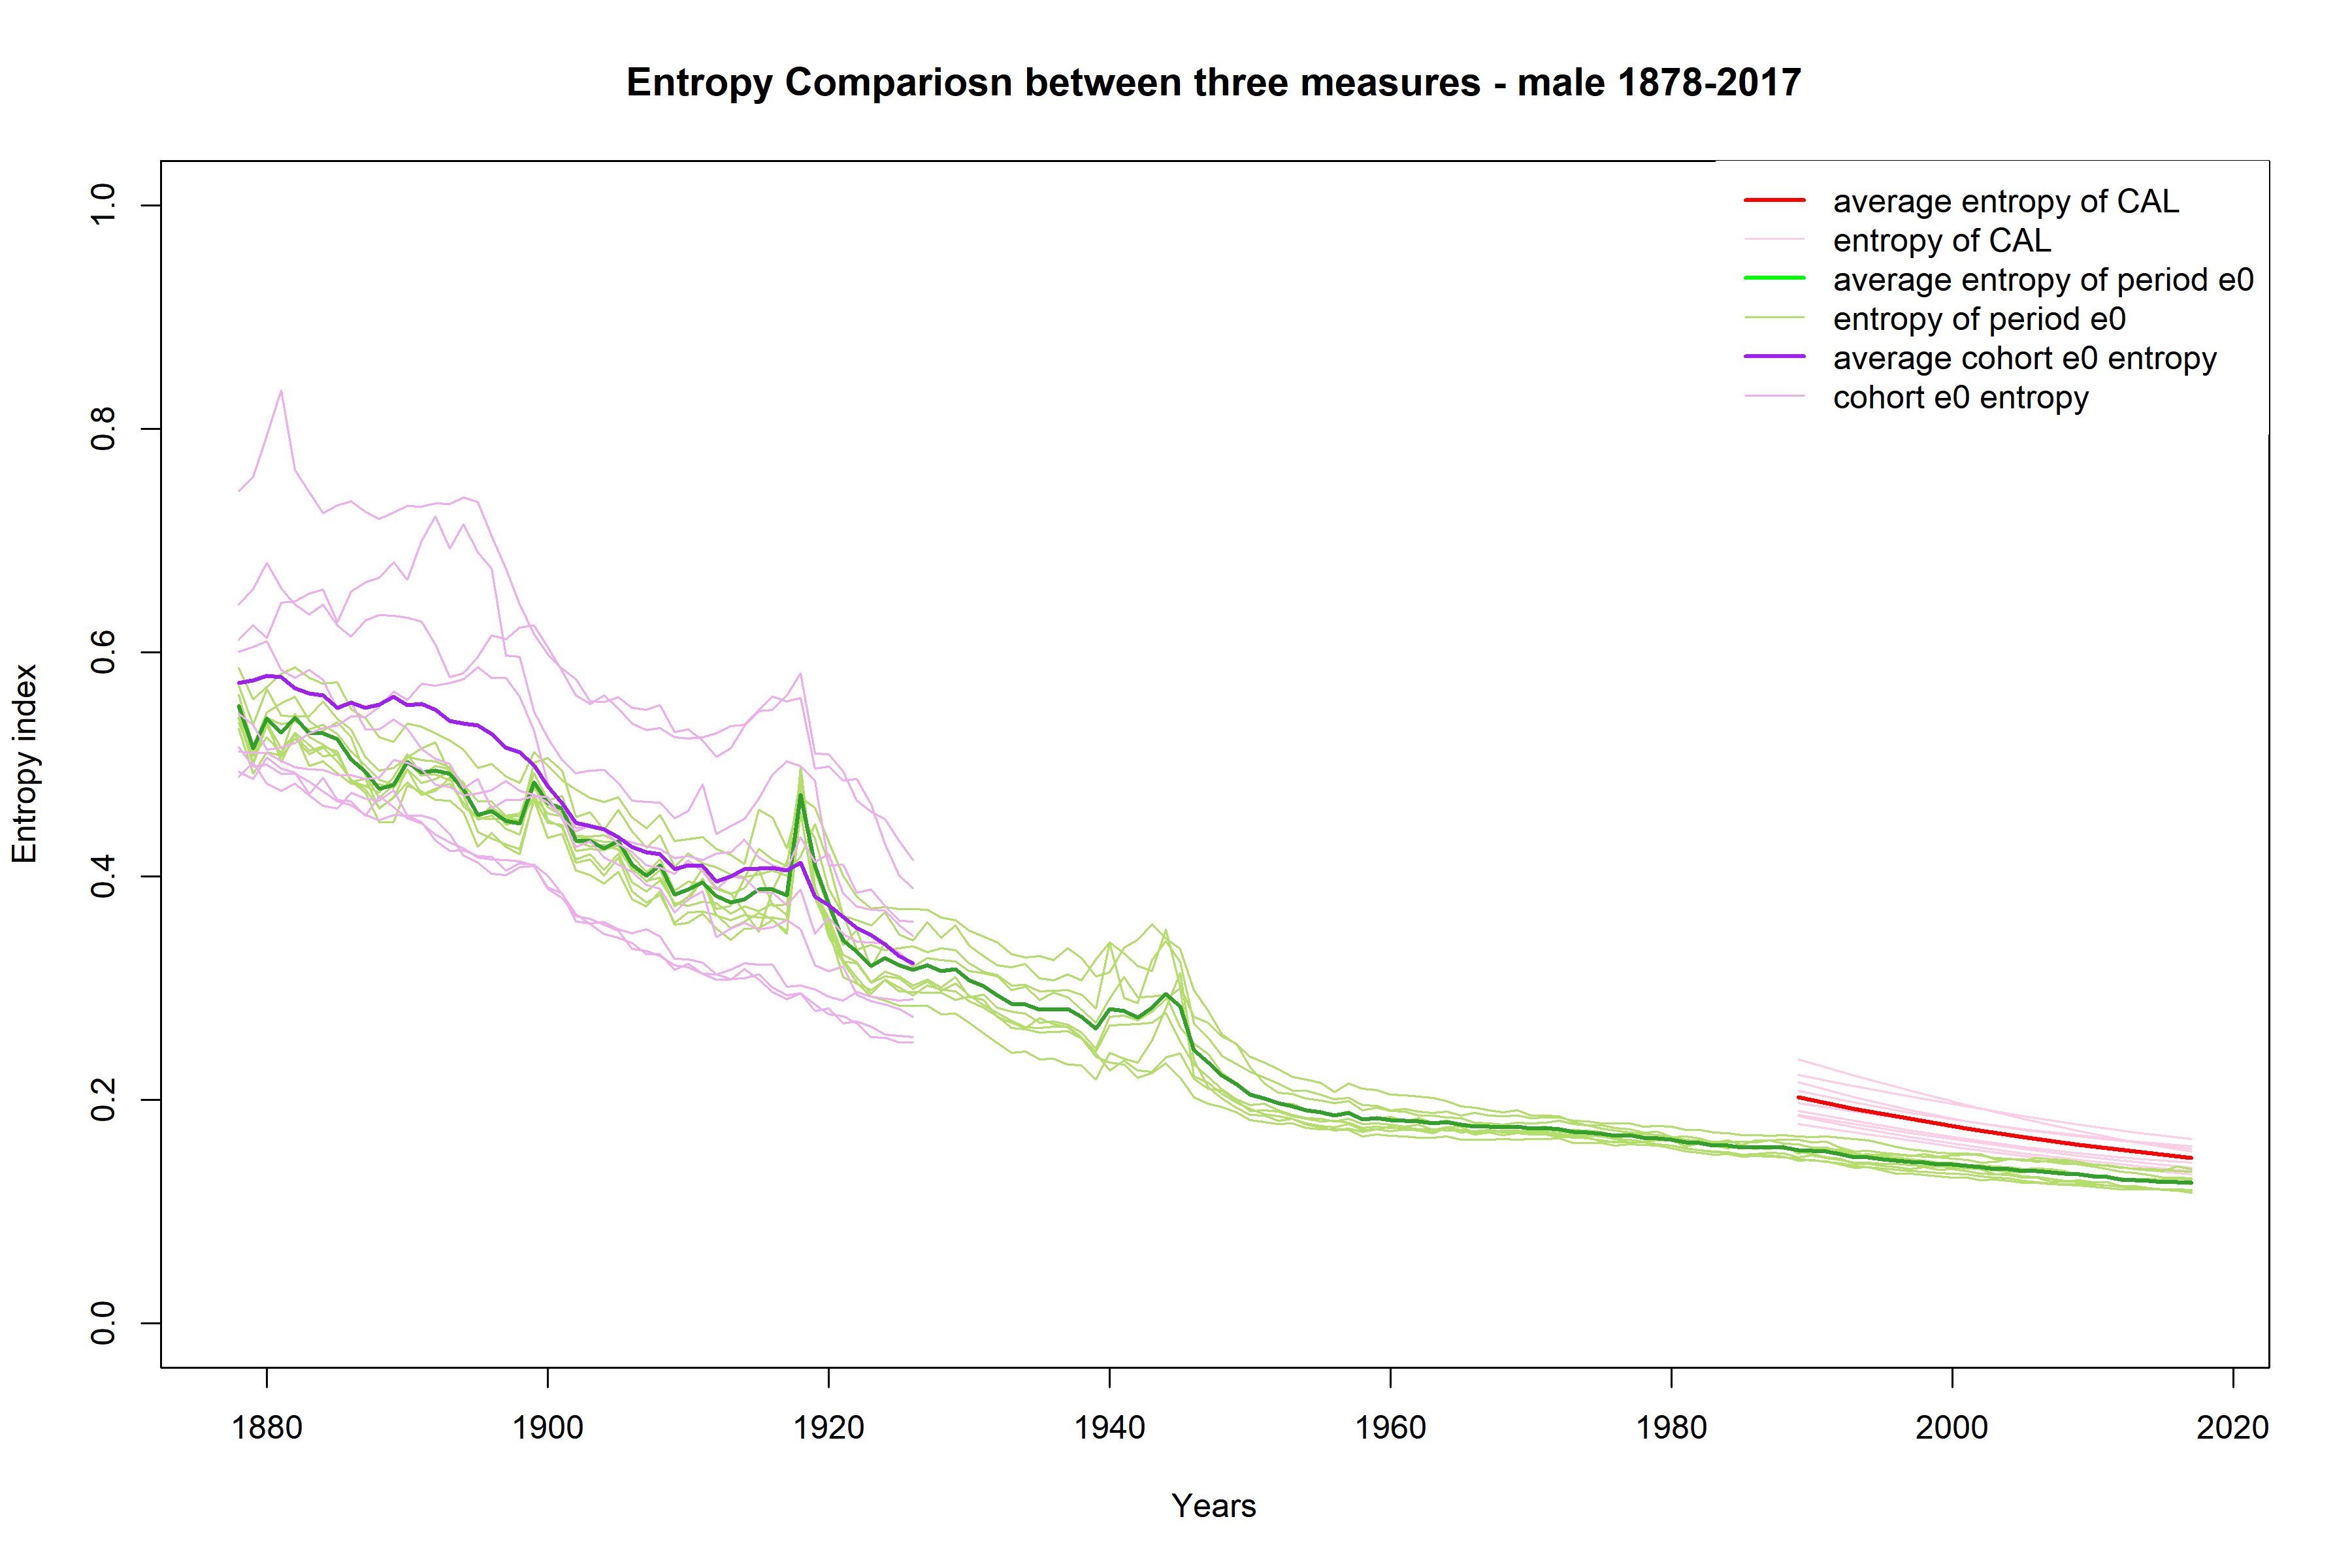 Entropy Compariosn between three measures - male 1878-2017
average entropy of CAL
entropy of CAL
average entropy of period e0
entropy of period e0
average cohort e0 entropy
cohort e0 entropy
Entropy index
1.0
0.8
0.6
0.4
0.2
0.0
1880 1900 1920 1940 1960 1980 2000 2020
Years